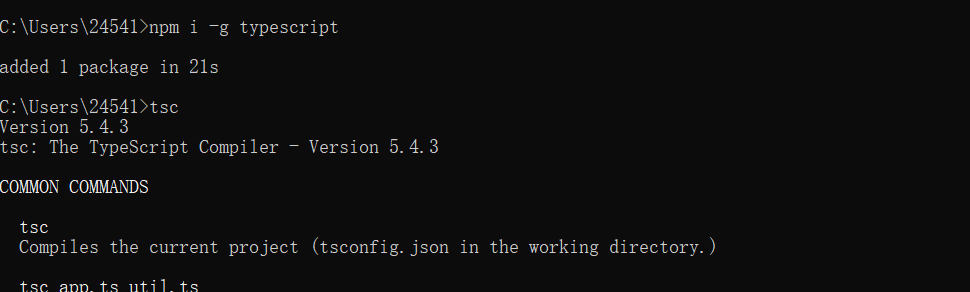 C:\Users\24541>npm i -g typescript
added 1 package in 21s
C:\Users\24541>tsc
Version 5.4.3
tsc: The TypeScript Compiler - Version 5.4.3
COMMON COMMANDS
tsc
Compiles the current project (tsconfig.json in the working directory.)
tsc app.ts util.ts